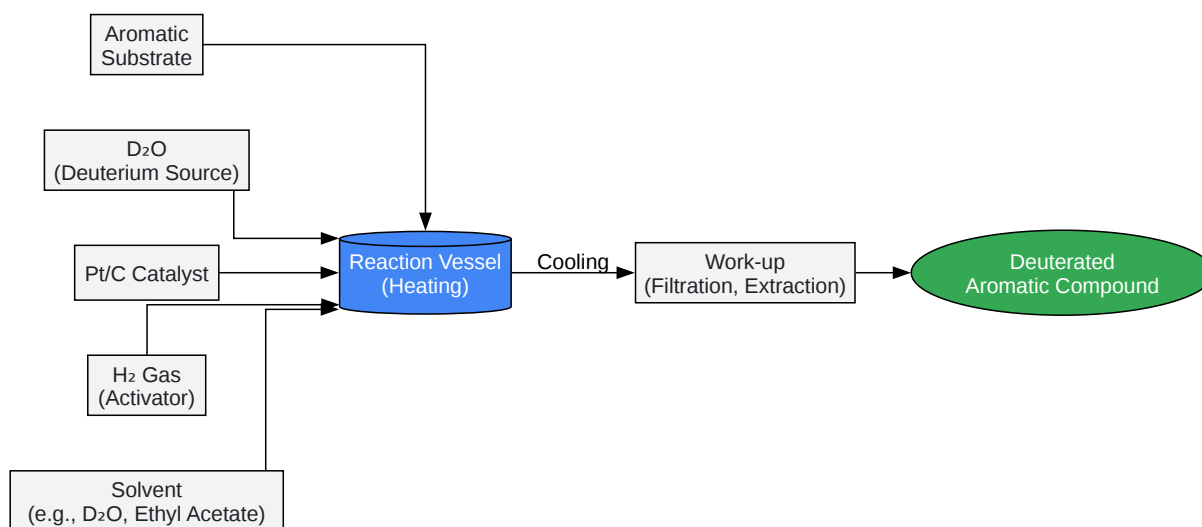 Aromatic
Substrate
D₂O
(Deuterium Source)
Pt/C Catalyst
H₂ Gas
(Activator)
Solvent
(e.g., D₂O, Ethyl Acetate)
Reaction Vessel
(Heating)
Cooling
Work-up
(Filtration, Extraction)
Deuterated
Aromatic Compound